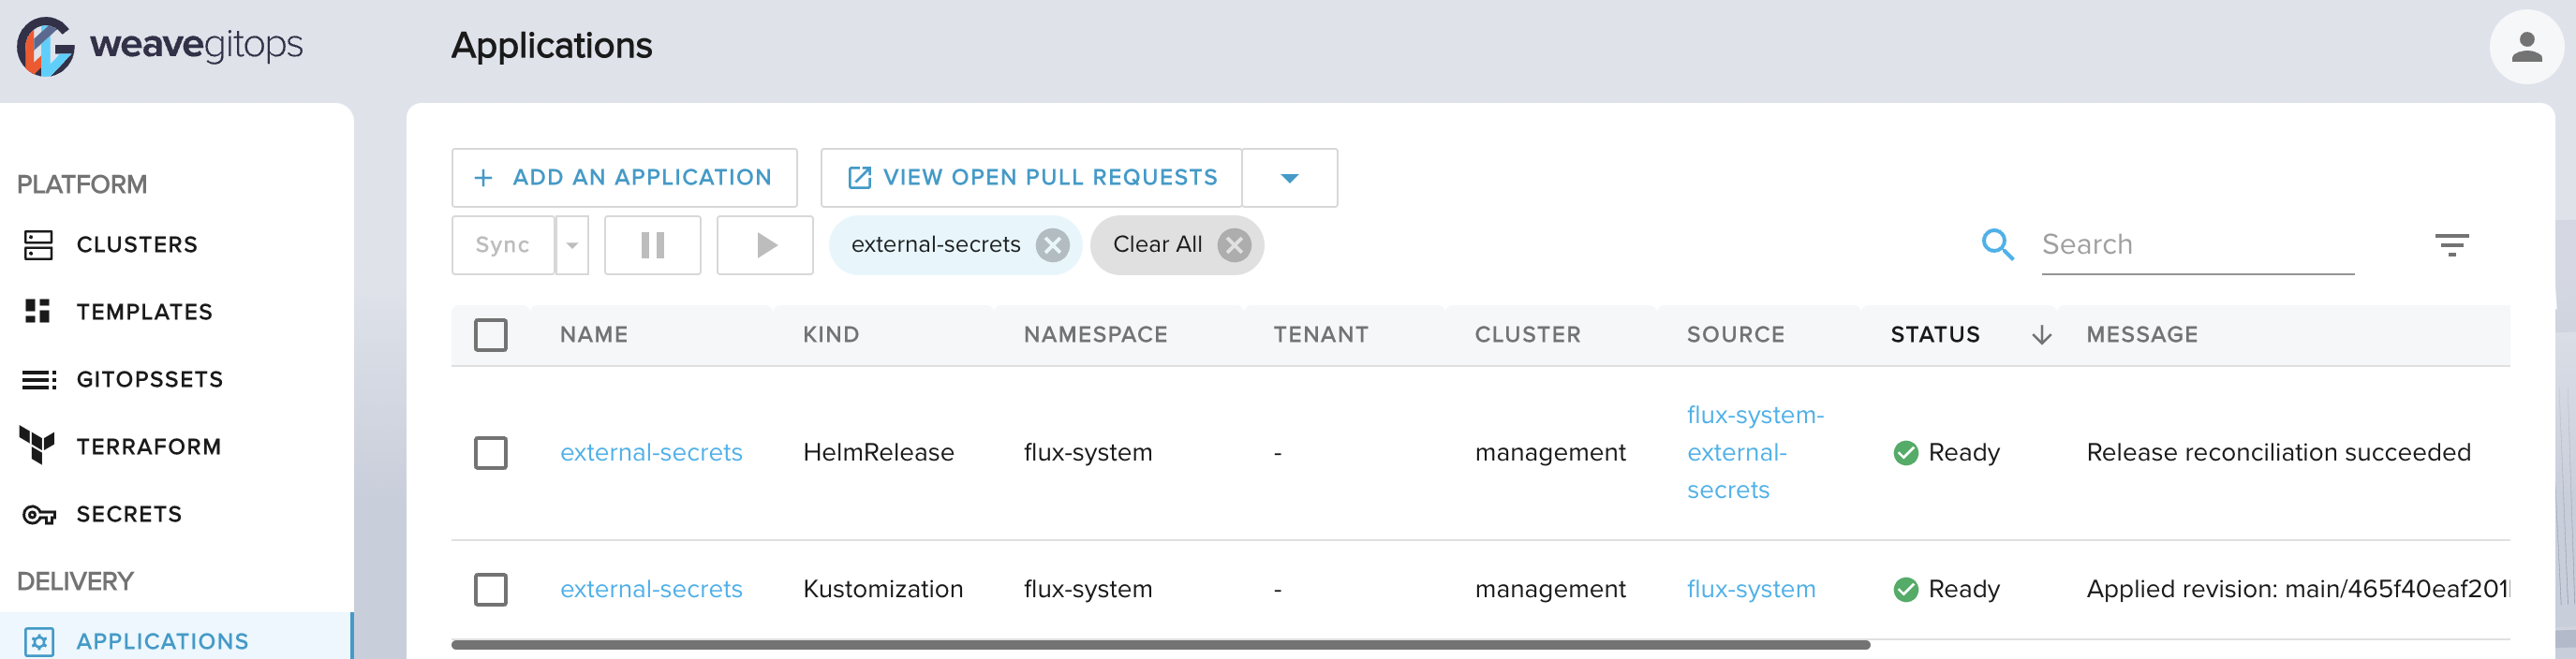 weavegitops
Applications
PLATFORM
CLUSTERS
TEMPLATES
GITOPSSETS
TERRAFORM
SECRETS
DELIVERY
APPLICATIONS
+ ADD AN APPLICATION
VIEW OPEN PULL REQUESTS
Sync
external-secrets
Clear All
Search
NAME KIND NAMESPACE TENANT CLUSTER SOURCE STATUS MESSAGE
external-secrets HelmRelease flux-system - management flux-system-external-secrets Ready Release reconciliation succeeded
external-secrets Kustomization flux-system - management flux-system Ready Applied revision: main/465f40eaf201